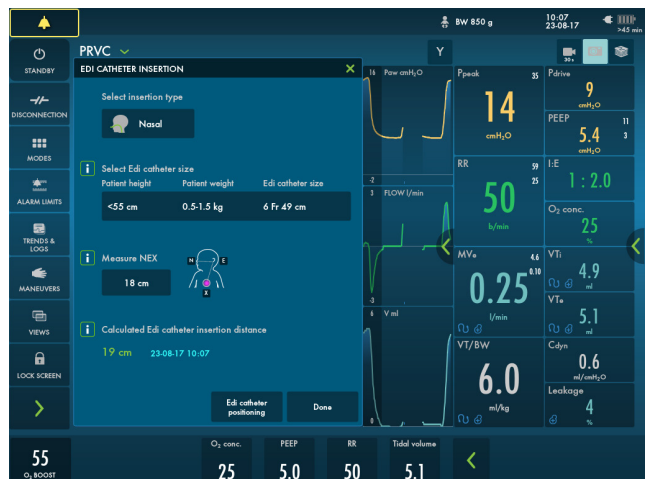 BW 850 g
10:07
23-08-17
>45 min
STANDBY
DISCONNECTION
MODES
ALARM LIMITS
TRENDS &
LOGS
MANEUVERS
VIEWS
LOCK SCREEN
55
O₂ BOOST
PRVC
Y
30 s
EDI CATHETER INSERTION
Select insertion type
Nasal
i Select Edi catheter size
Patient height Patient weight Edi catheter size
<55 cm 0.5-1.5 kg 6 Fr 49 cm
i Measure NEX
18 cm
N E
X
i Calculated Edi catheter insertion distance
19 cm 23-08-17 10:07
Edi catheter
positioning
Done
16 Paw cmH₂O
-2
3 FLOW l/min
-3
6 V ml
0
Ppeak 35
14
cmH₂O
RR 59
25
50
b/min
MVe 4.6
0.10
0.25
l/min
VT/BW
6.0
ml/kg
Pdrive
9
cmH₂O
PEEP 11
5.4 3
cmH₂O
I:E
1 : 2.0
O₂ conc.
25
%
VTi
4.9
ml
VTe
5.1
ml
Cdyn
0.6
ml/cmH₂O
Leakage
4
%
O₂ conc. PEEP RR Tidal volume
25 5.0 50 5.1